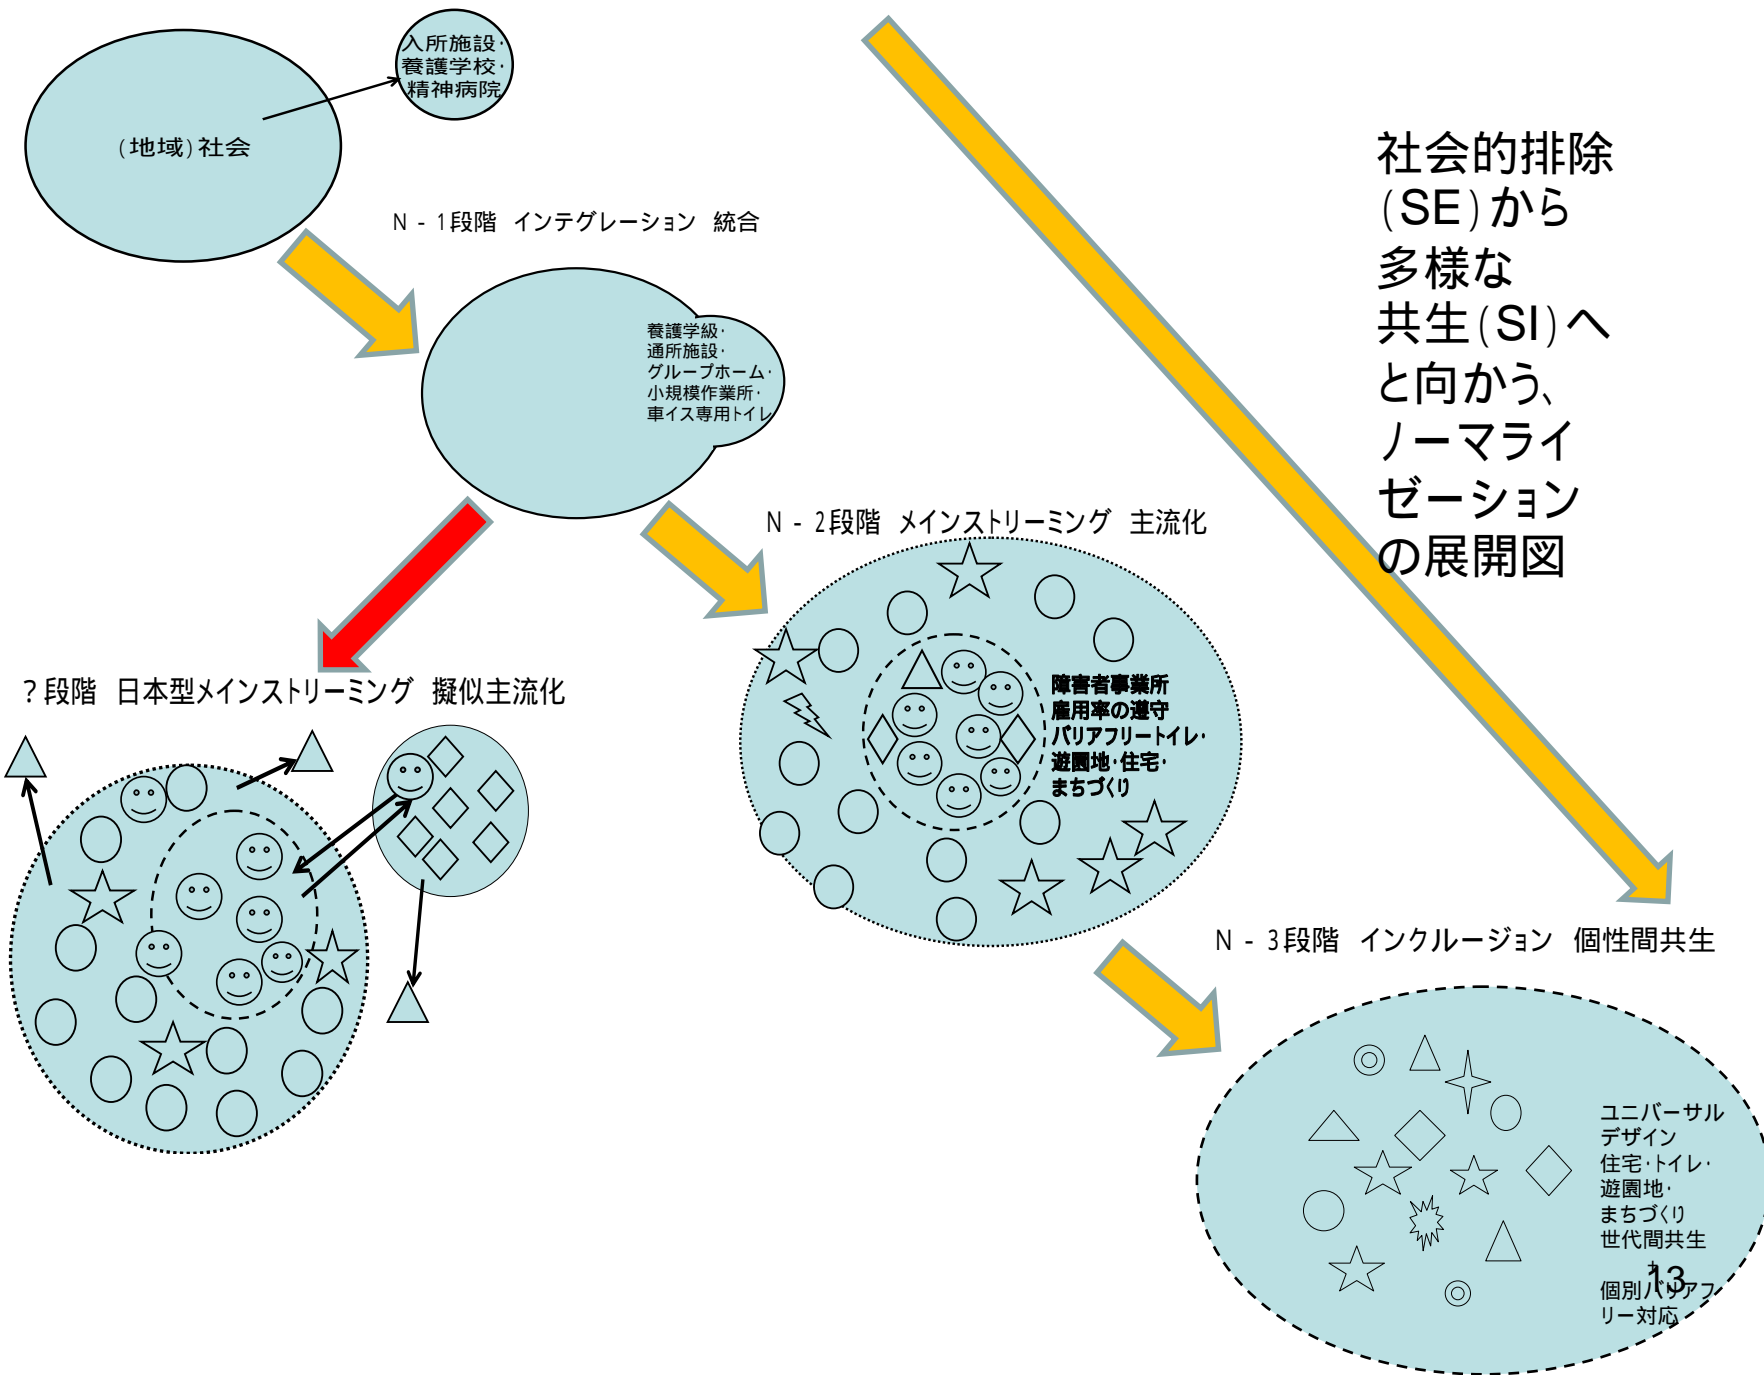 入所施設・
養護学校・
精神病院
(地域)社会
N - 1段階 インテグレーション 統合
養護学級・
通所施設・
グループホーム・
小規模作業所・
車イス専用トイレ
社会的排除
(SE)から
多様な
共生(SI)へ
と向かう、
ノーマライ
ゼーション
の展開図
N - 2段階 メインストリーミング 主流化
障害者事業所
雇用率の遵守
バリアフリートイレ・
遊園地・住宅・
まちづくり
?段階 日本型メインストリーミング 擬似主流化
N - 3段階 インクルージョン 個性間共生
ユニバーサル
デザイン
住宅・トイレ・
遊園地・
まちづくり
世代間共生
+
個別バリアフ
リー対応
13